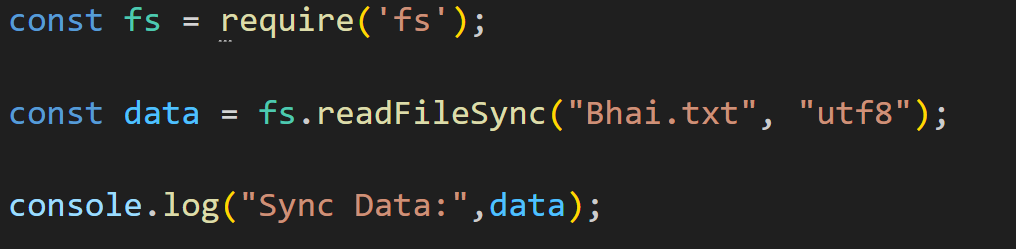 const fs = require('fs');
const data = fs.readFileSync("Bhai.txt", "utf8");
console.log("Sync Data:",data);